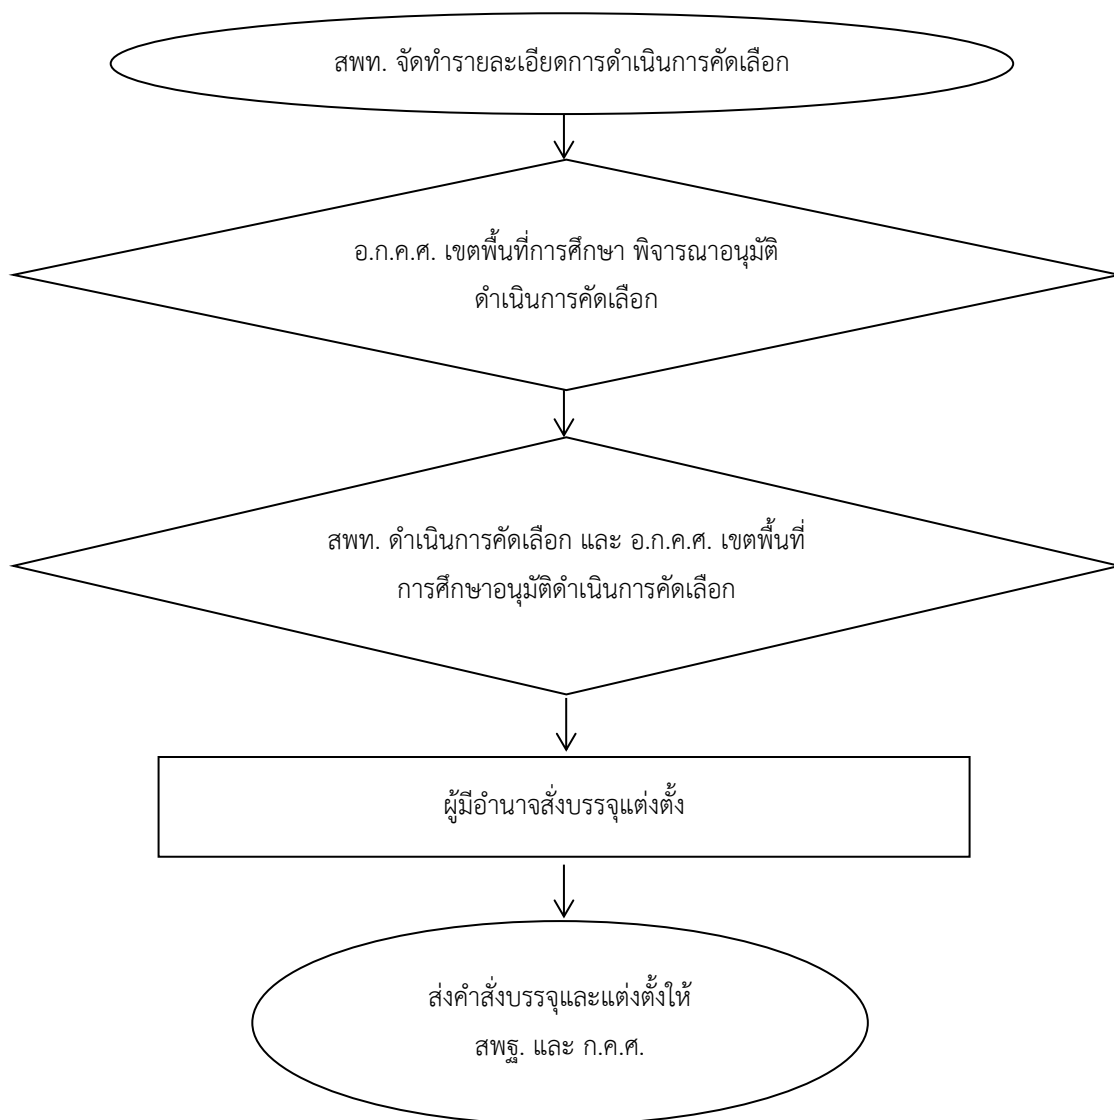 สพท. จัดทำรายละเอียดการดำเนินการคัดเลือก
อ.ก.ค.ศ. เขตพื้นที่การศึกษา พิจารณาอนุมัติ
ดำเนินการคัดเลือก
สพท. ดำเนินการคัดเลือก และ อ.ก.ค.ศ. เขตพื้นที่
การศึกษาอนุมัติดำเนินการคัดเลือก
ผู้มีอำนาจสั่งบรรจุแต่งตั้ง
ส่งคำสั่งบรรจุและแต่งตั้งให้
สพฐ. และ ก.ค.ศ.